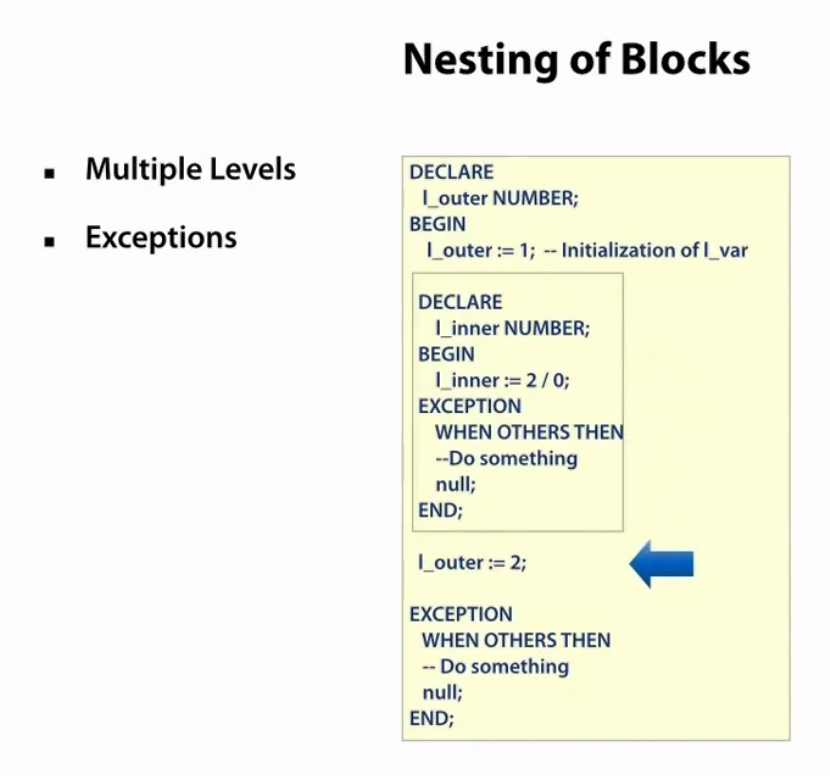 Nesting of Blocks
Multiple Levels
Exceptions
DECLARE
l_outer NUMBER;
BEGIN
l_outer := 1; -- Initialization of l_var
DECLARE
l_inner NUMBER;
BEGIN
l_inner := 2 / 0;
EXCEPTION
WHEN OTHERS THEN
--Do something
null;
END;
l_outer := 2;
EXCEPTION
WHEN OTHERS THEN
-- Do something
null;
END;